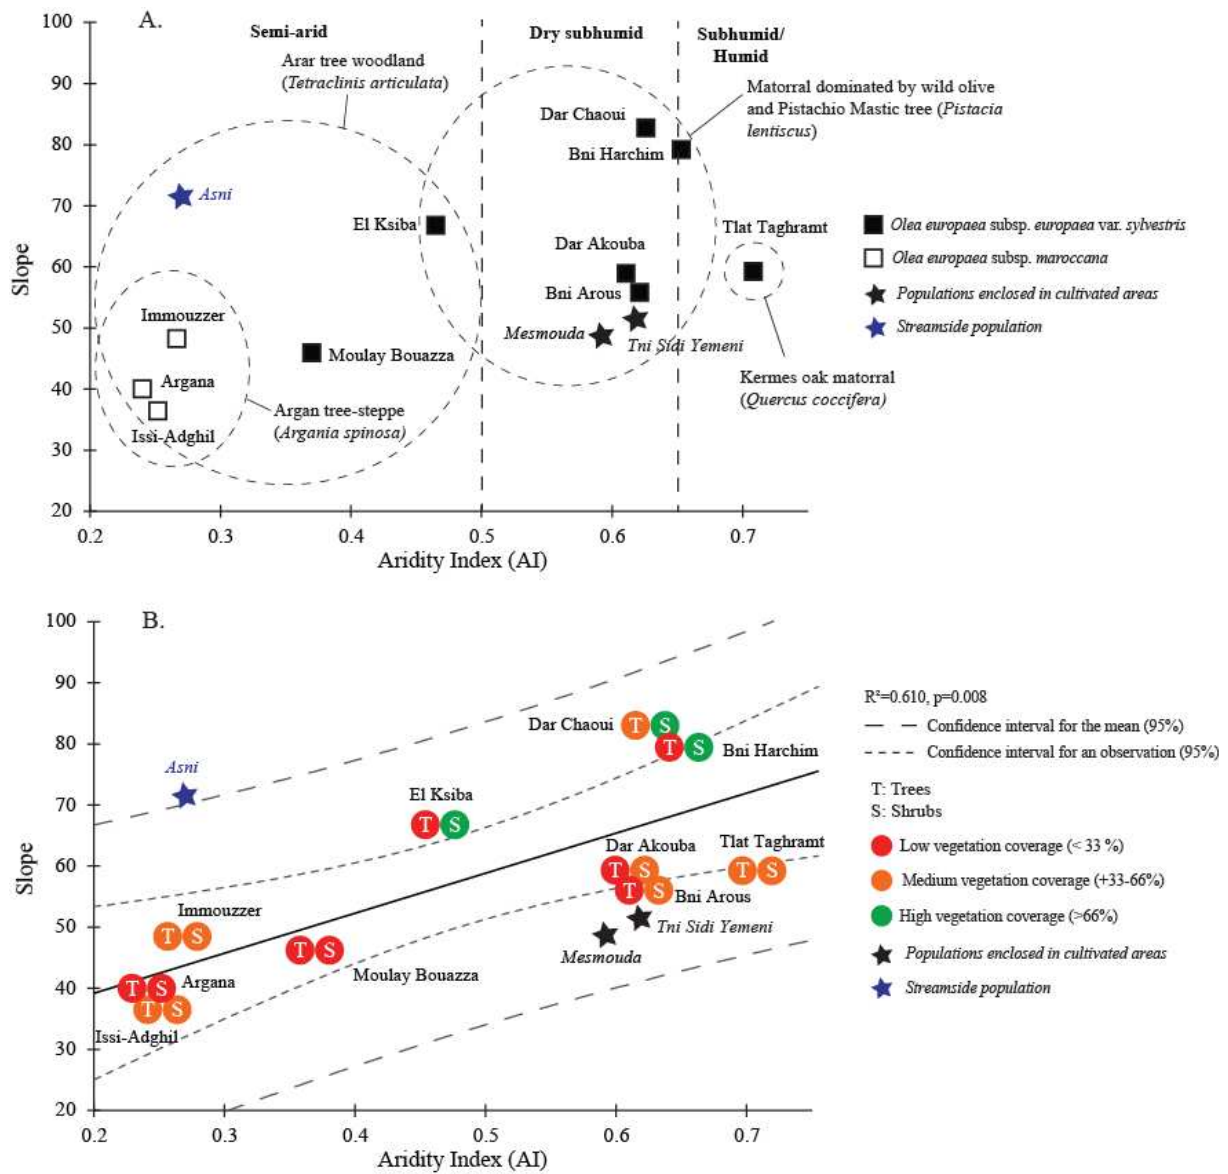 A.
Semi-arid
Dry subhumid
Subhumid/
Humid
Arar tree woodland
(Tetraclinis articulata)
Matorral dominated by wild olive
and Pistachio Mastic tree (Pistacia
lentiscus)
Dar Chaoui
Bni Harchim
Asni
El Ksiba
Dar Akouba
Tlat Taghramt
Bni Arous
Immouzzer
Mesmouda
Tni Sidi Yemeni
Moulay Bouazza
Argana
Issi-Adghil
Argan tree-steppe
(Argania spinosa)
Kermes oak matorral
(Quercus coccifera)
Olea europaea subsp. europaea var. sylvestris
Olea europaea subsp. maroccana
Populations enclosed in cultivated areas
Streamside population
Slope
100
90
80
70
60
50
40
30
20
0.2 0.3 0.4 0.5 0.6 0.7
Aridity Index (AI)
B.
Slope
100
90
80
70
60
50
40
30
20
Dar Chaoui
T S
T S
Bni Harchim
Asni
El Ksiba
T S
Dar Akouba
T S
Tlat Taghramt
T S
T S
Bni Arous
Immouzzer
T S
Tni Sidi Yemeni
Mesmouda
T S
Moulay Bouazza
T S
Argana
T S
Issi-Adghil
0.2 0.3 0.4 0.5 0.6 0.7
Aridity Index (AI)
R²=0.610, p=0.008
Confidence interval for the mean (95%)
Confidence interval for an observation (95%)
T: Trees
S: Shrubs
Low vegetation coverage (< 33 %)
Medium vegetation coverage (+33-66%)
High vegetation coverage (>66%)
Populations enclosed in cultivated areas
Streamside population